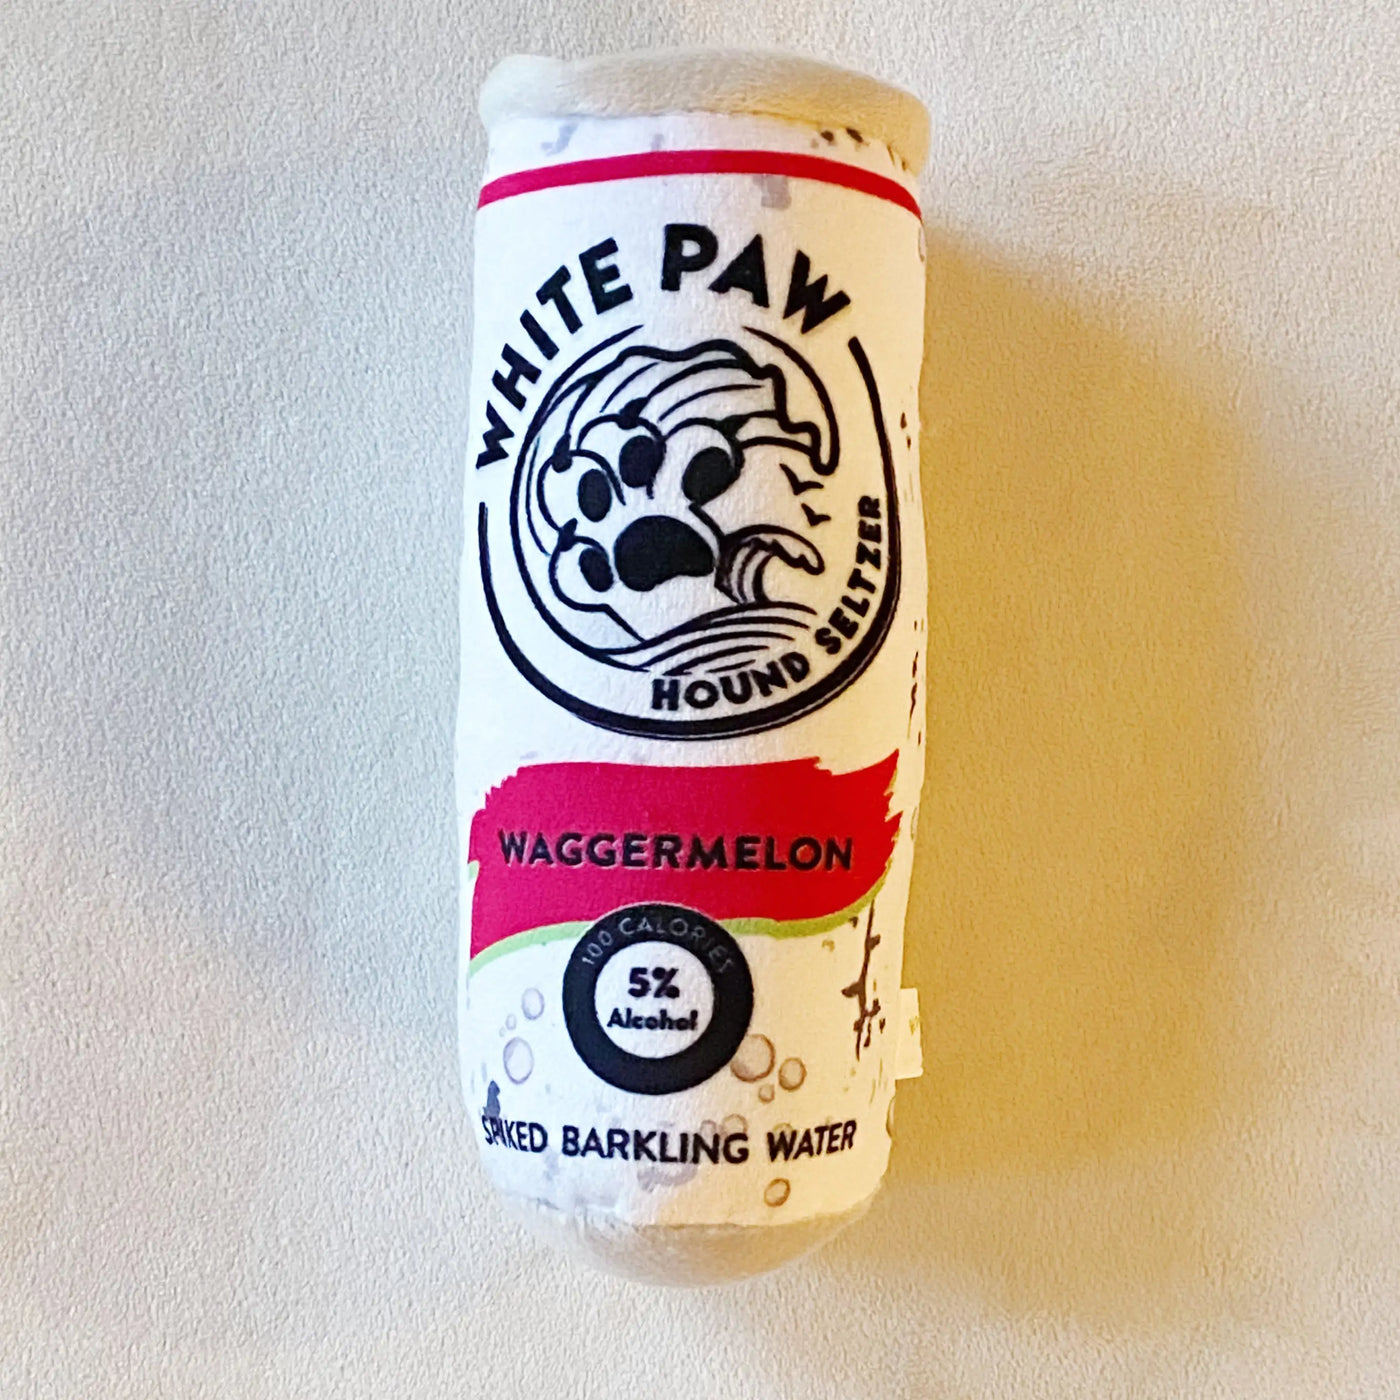 WHITE PAW
HOUND SELTZER
WAGGERMELON
100 CALORIES
5%
Alcohol
SPIKED BARKLING WATER